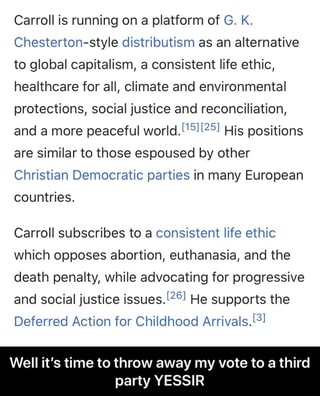 Carroll is running on a platform of G. K.
Chesterton-style distributism as an alternative
to global capitalism, a consistent life ethic,
healthcare for all, climate and environmental
protections, social justice and reconciliation,
and a more peaceful world.[15][25] His positions
are similar to those espoused by other
Christian Democratic parties in many European
countries.
Carroll subscribes to a consistent life ethic
which opposes abortion, euthanasia, and the
death penalty, while advocating for progressive
and social justice issues.[26] He supports the
Deferred Action for Childhood Arrivals.[3]
Well it's time to throw away my vote to a third
party YESSIR